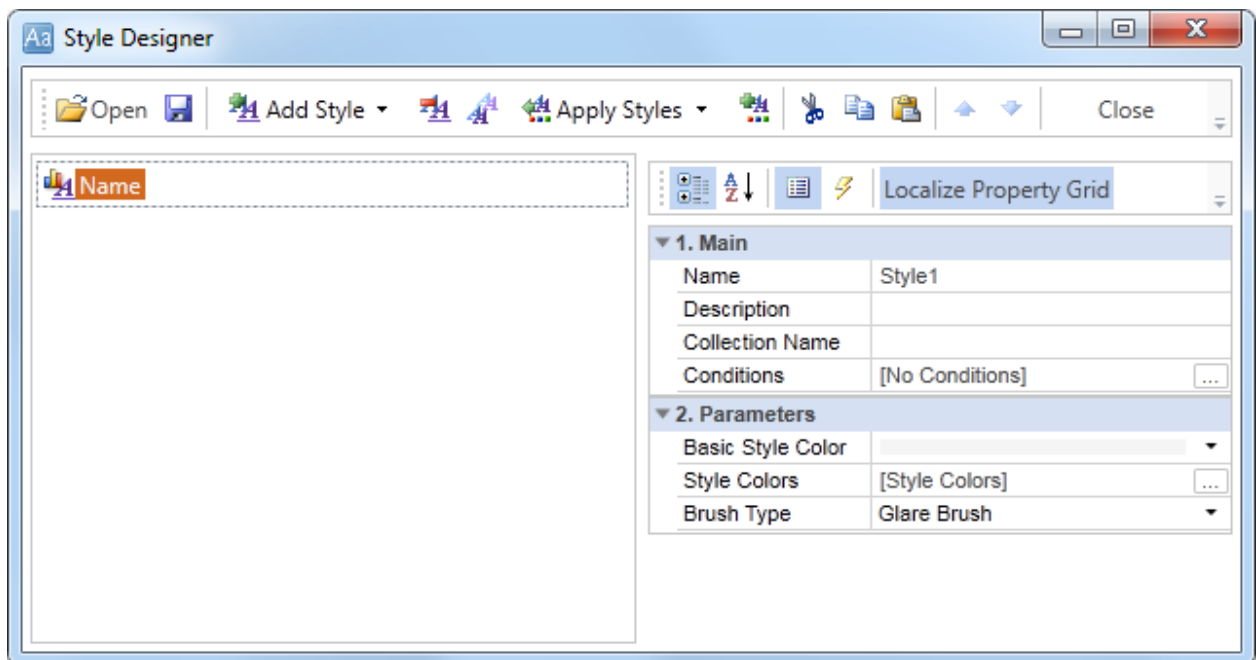 Aa Style Designer
Open Add Style Apply Styles Close
Name
Localize Property Grid
1. Main
Name Style1
Description
Collection Name
Conditions [No Conditions] ...
2. Parameters
Basic Style Color
Style Colors [Style Colors] ...
Brush Type Glare Brush